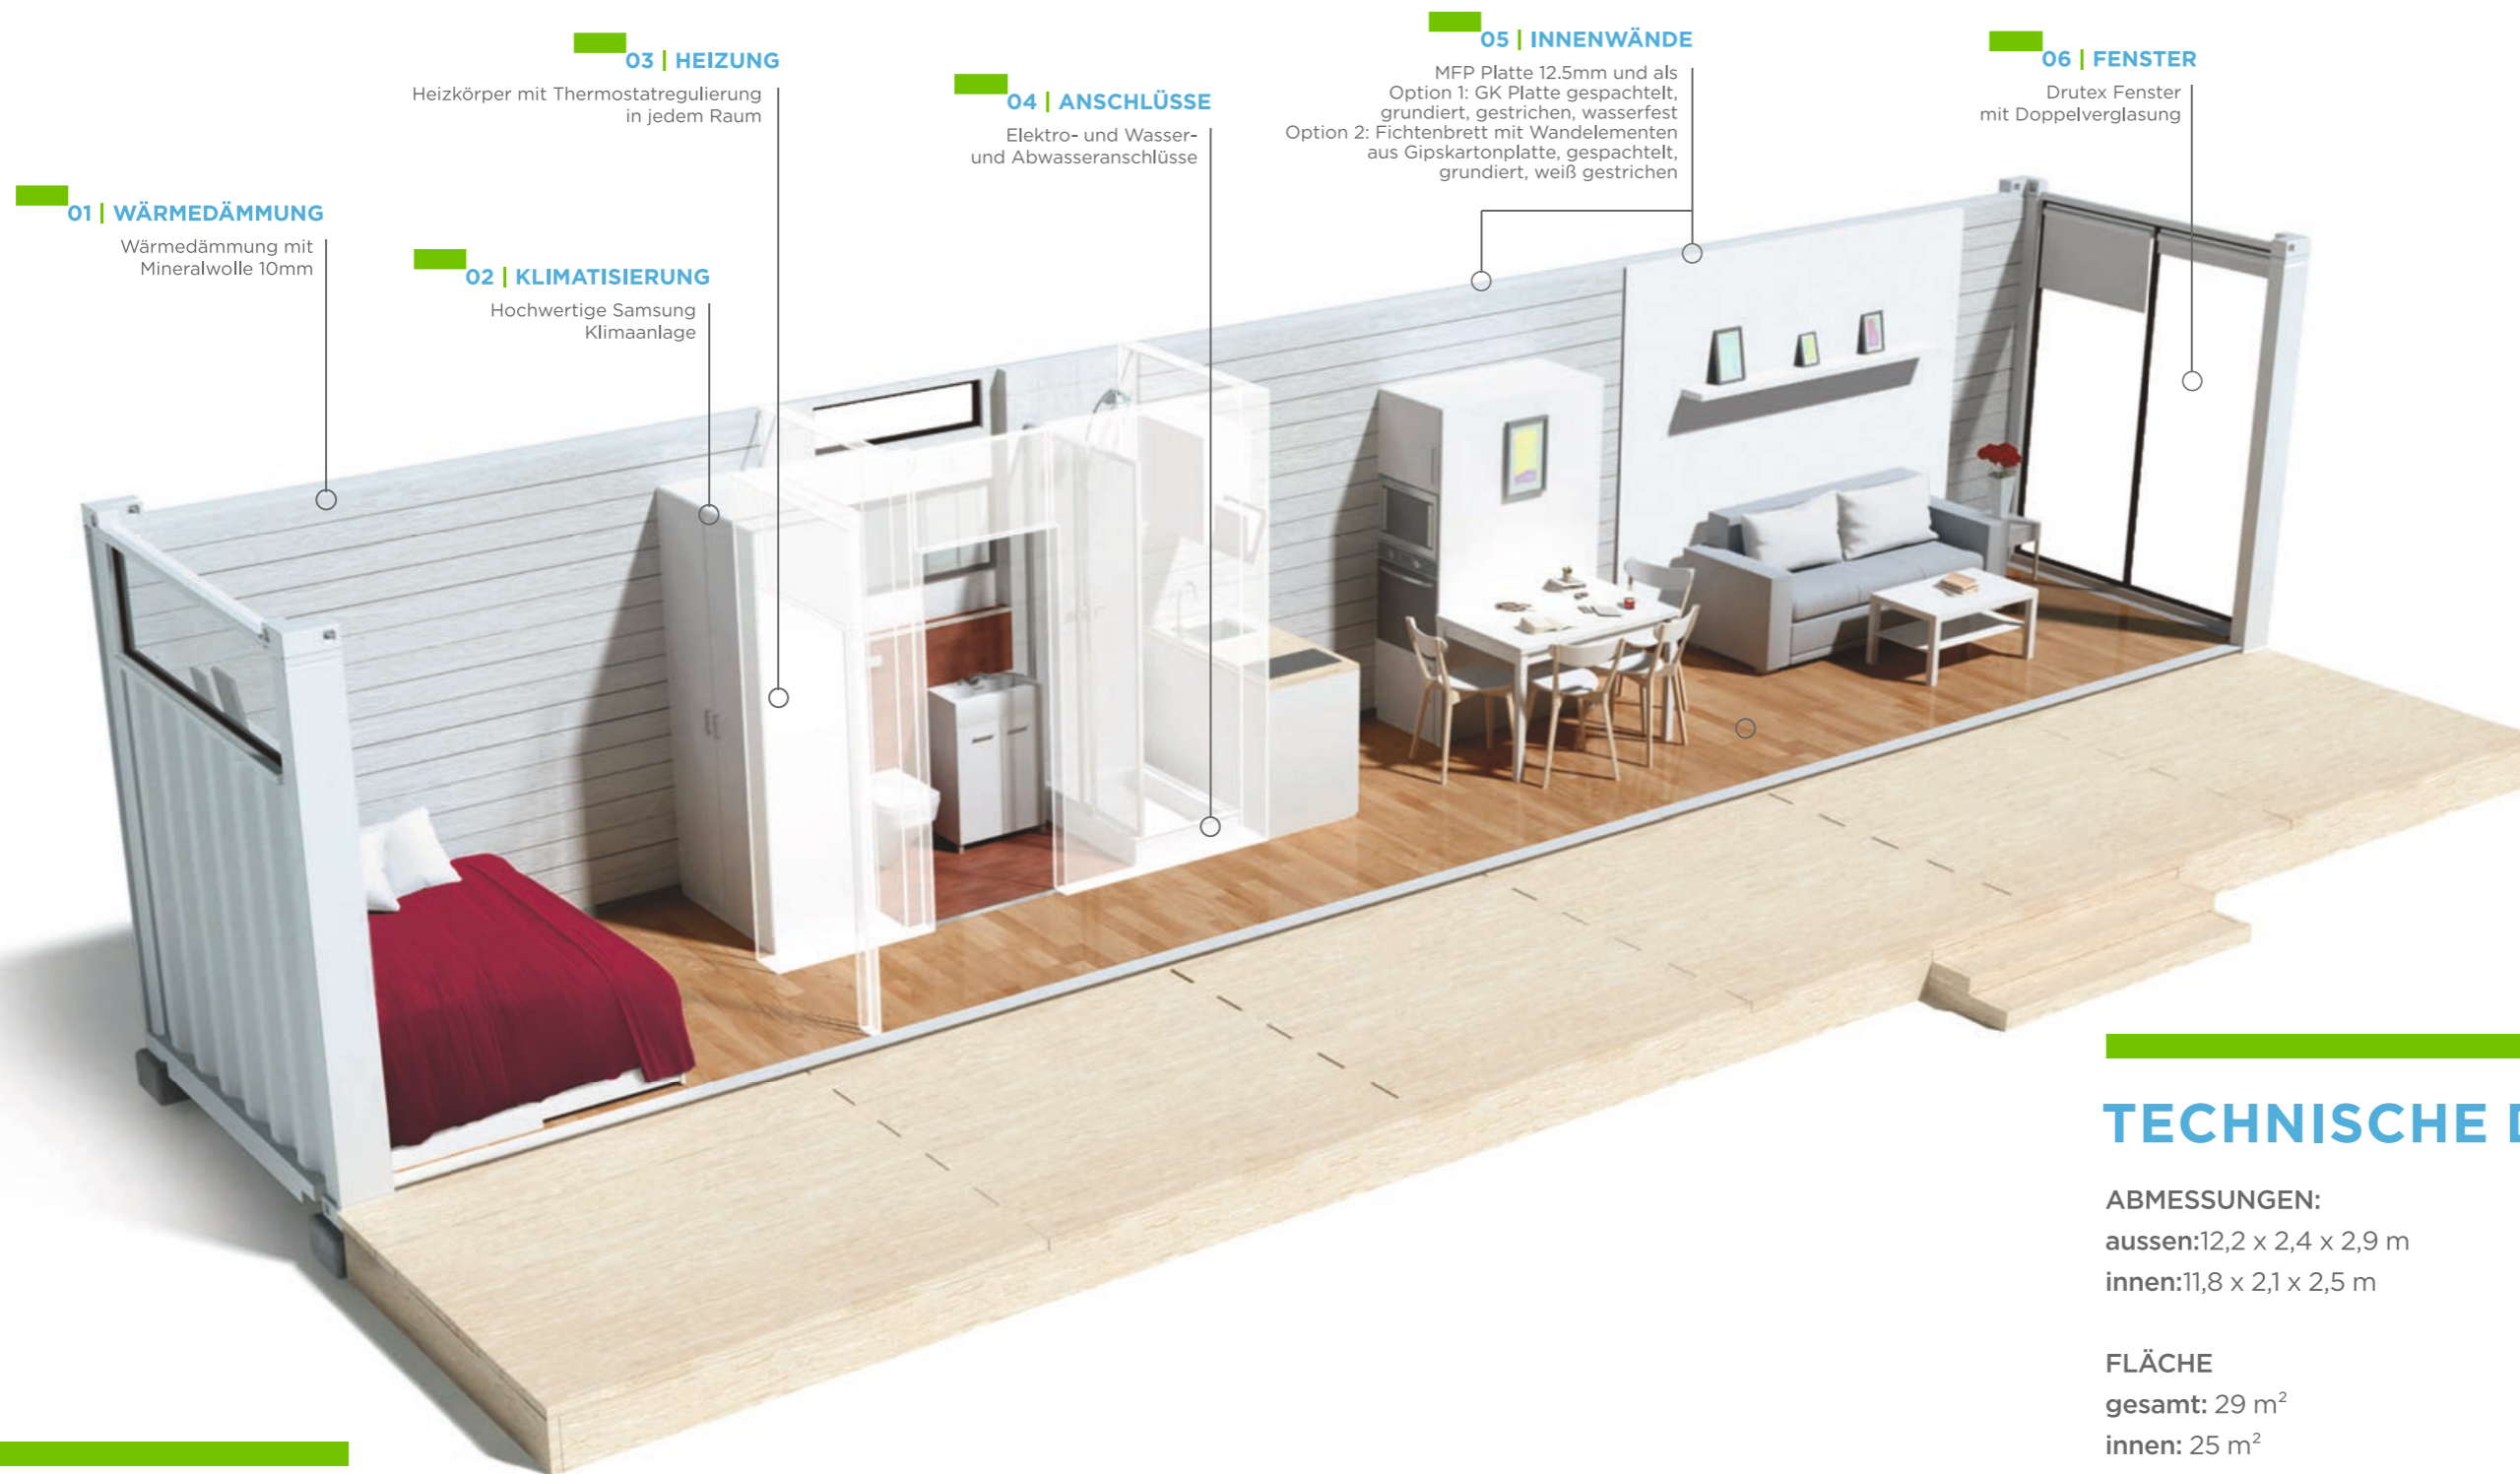 01 | WÄRMEDÄMMUNG
Wärmedämmung mit
Mineralwolle 10mm
02 | KLIMATISIERUNG
Hochwertige Samsung
Klimaanlage
03 | HEIZUNG
Heizkörper mit Thermostatregulierung
in jedem Raum
04 | ANSCHLÜSSE
Elektro- und Wasser-
und Abwasseranschlüsse
05 | INNENWÄNDE
MFP Platte 12.5mm und als
Option 1: GK Platte gespachtelt,
grundiert, gestrichen, wasserfest
Option 2: Fichtenbrett mit Wandelementen
aus Gipskartonplatte, gespachtelt,
grundiert, weiß gestrichen
06 | FENSTER
Drutex Fenster
mit Doppelverglasung
TECHNISCHE
ABMESSUNGEN:
aussen:12,2 x 2,4 x 2,9 m
innen:11,8 x 2,1 x 2,5 m
FLÄCHE
gesamt: 29 m²
innen: 25 m²